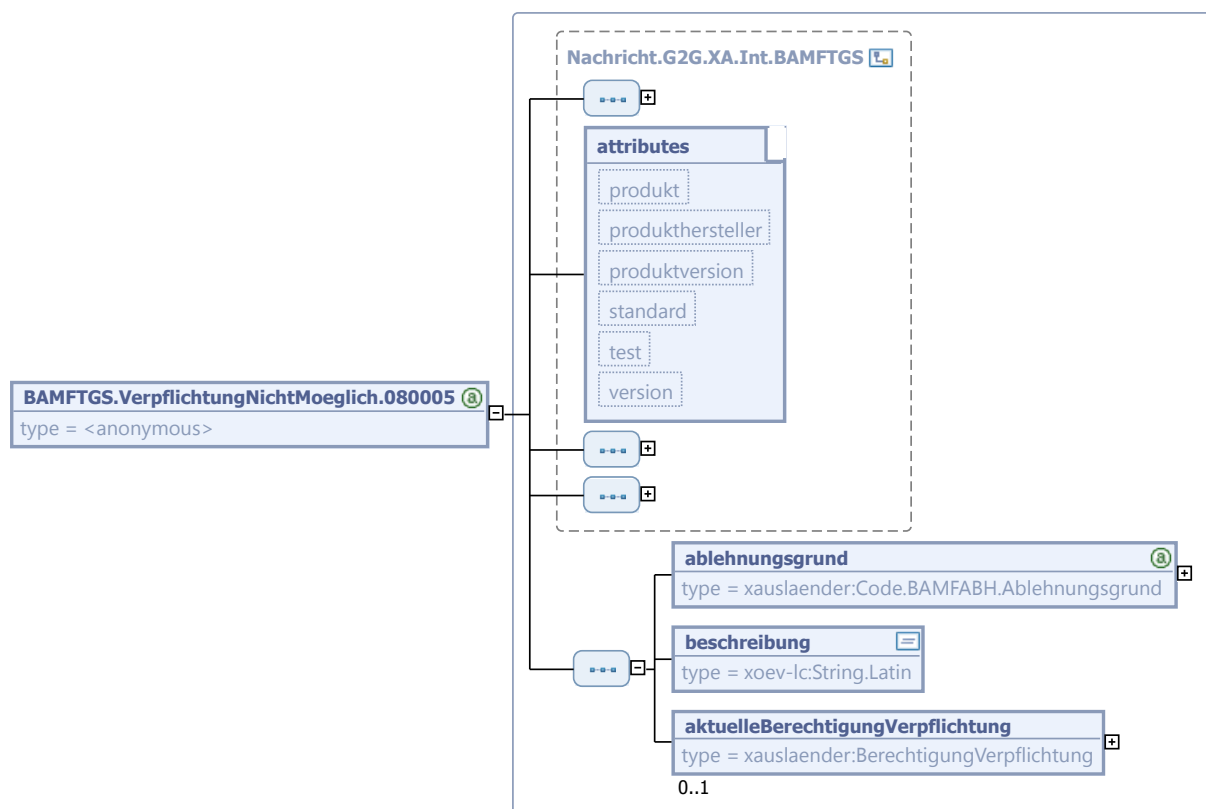 Nachricht.G2G.XA.Int.BAMFTGS
attributes
produkt
produkthersteller
produktversion
standard
test
version
BAMFTGS.VerpflichtungNichtMoeglich.080005
type = <anonymous>
ablehnungsgrund
type = xauslaender:Code.BAMFABH.Ablehnungsgrund
beschreibung
type = xoev-lc:String.Latin
aktuelleBerechtigungVerpflichtung
type = xauslaender:BerechtigungVerpflichtung
0..1